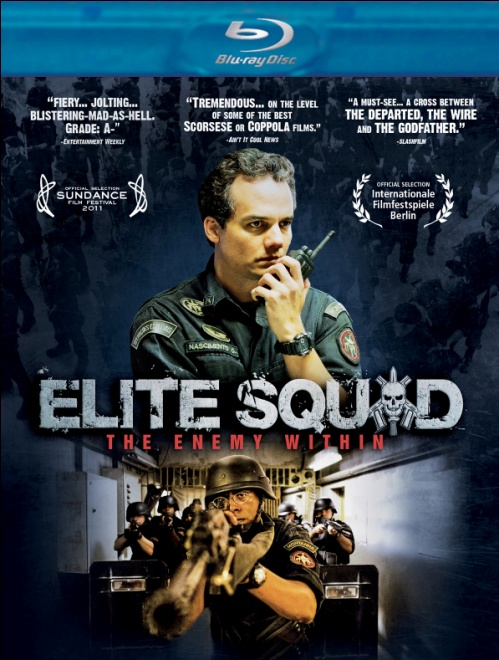 Blu-ray Disc
"FIERY... JOLTING...
BLISTERING-MAD-AS-HELL.
GRADE: A-"
-ENTERTAINMENT WEEKLY
"TREMENDOUS... ON THE LEVEL
OF SOME OF THE BEST
SCORSESE OR COPPOLA FILMS."
-AIN'T IT COOL NEWS
"A MUST-SEE... A CROSS BETWEEN
THE DEPARTED, THE WIRE
AND THE GODFATHER."
-SLASHFILM
OFFICIAL SELECTION
SUNDANCE
FILM FESTIVAL
2011
OFFICIAL SELECTION
Internationale
Filmfestspiele
Berlin
NASCIMENTO
ELITE SQUAD
THE ENEMY WITHIN